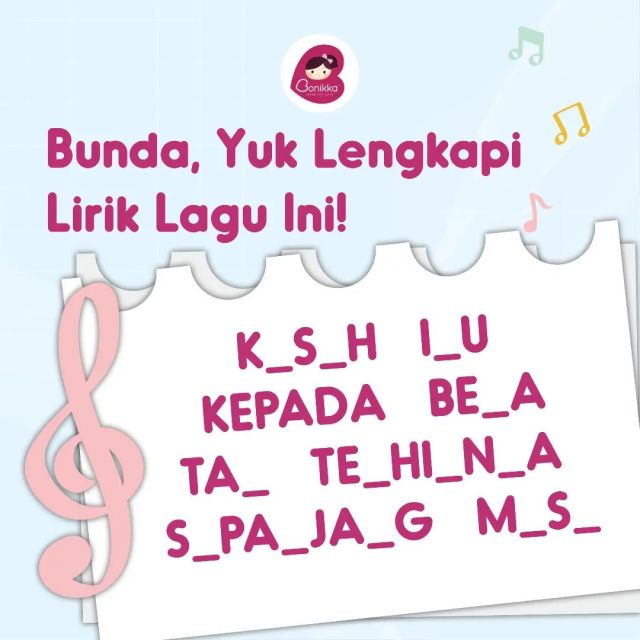 Bonikka
Bunda, Yuk Lengkapi
Lirik Lagu Ini!
K_S_H I_U
KEPADA BE_A
TA_ TE_HI_N_A
S_PA_JA_G M_S_